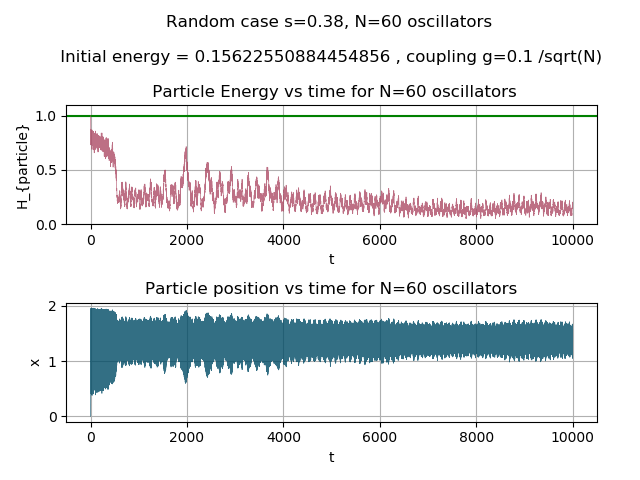 Random case s=0.38, N=60 oscillators
Initial energy = 0.15622550884454856 , coupling g=0.1 /sqrt(N)
Particle Energy vs time for N=60 oscillators
H_{particle}
1.0
0.5
0.0
0 2000 4000 6000 8000 10000
t
Particle position vs time for N=60 oscillators
x
2
1
0
0 2000 4000 6000 8000 10000
t